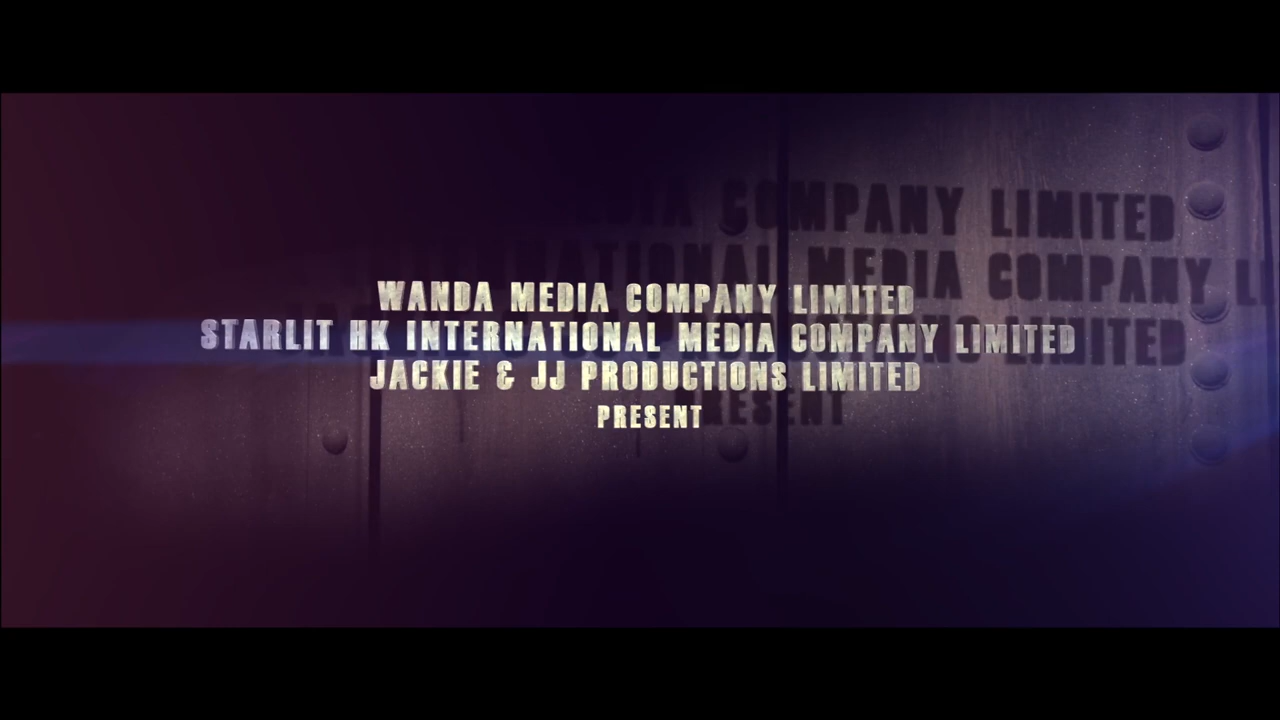 WANDA MEDIA COMPANY LIMITED
STARLIT HK INTERNATIONAL MEDIA COMPANY LIMITED
JACKIE & JJ PRODUCTIONS LIMITED
PRESENT